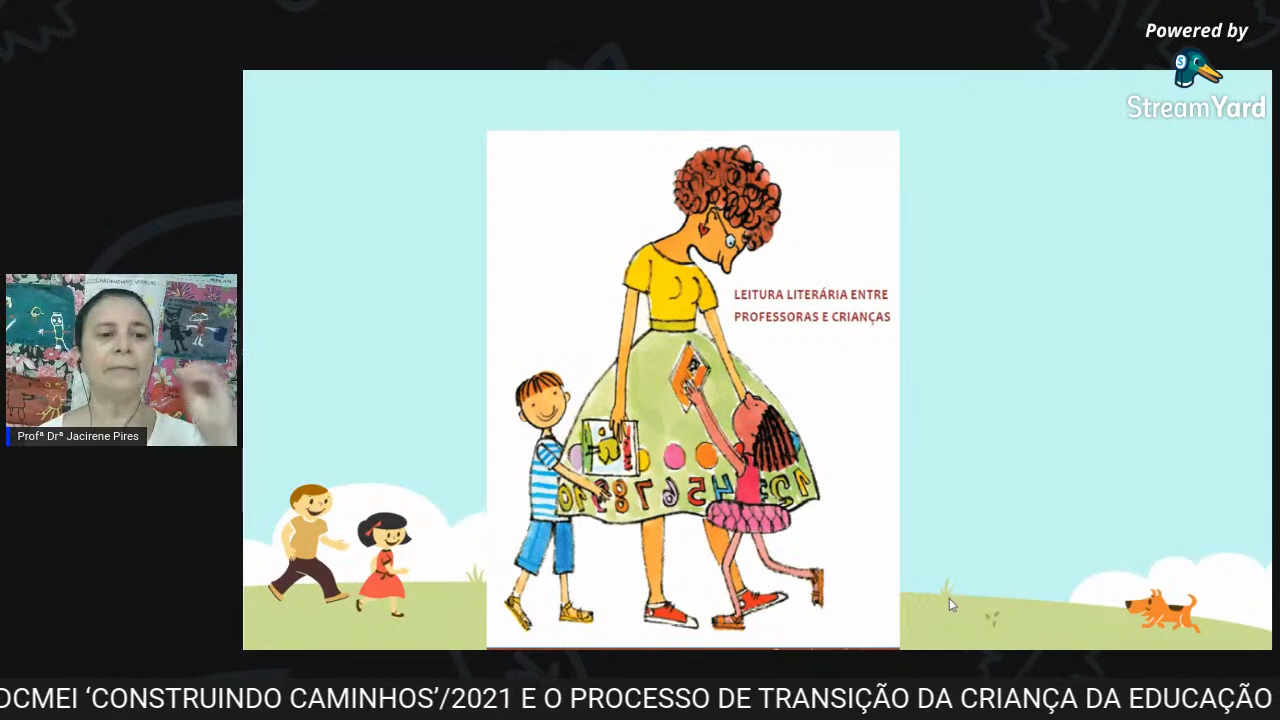 Powered by
StreamYard
LEITURA LITERÁRIA ENTRE
PROFESSORAS E CRIANÇAS
Profª Drª Jacirene Pires
DCMEI ‘CONSTRUINDO CAMINHOS’/2021 E O PROCESSO DE TRANSIÇÃO DA CRIANÇA DA EDUCAÇÃO